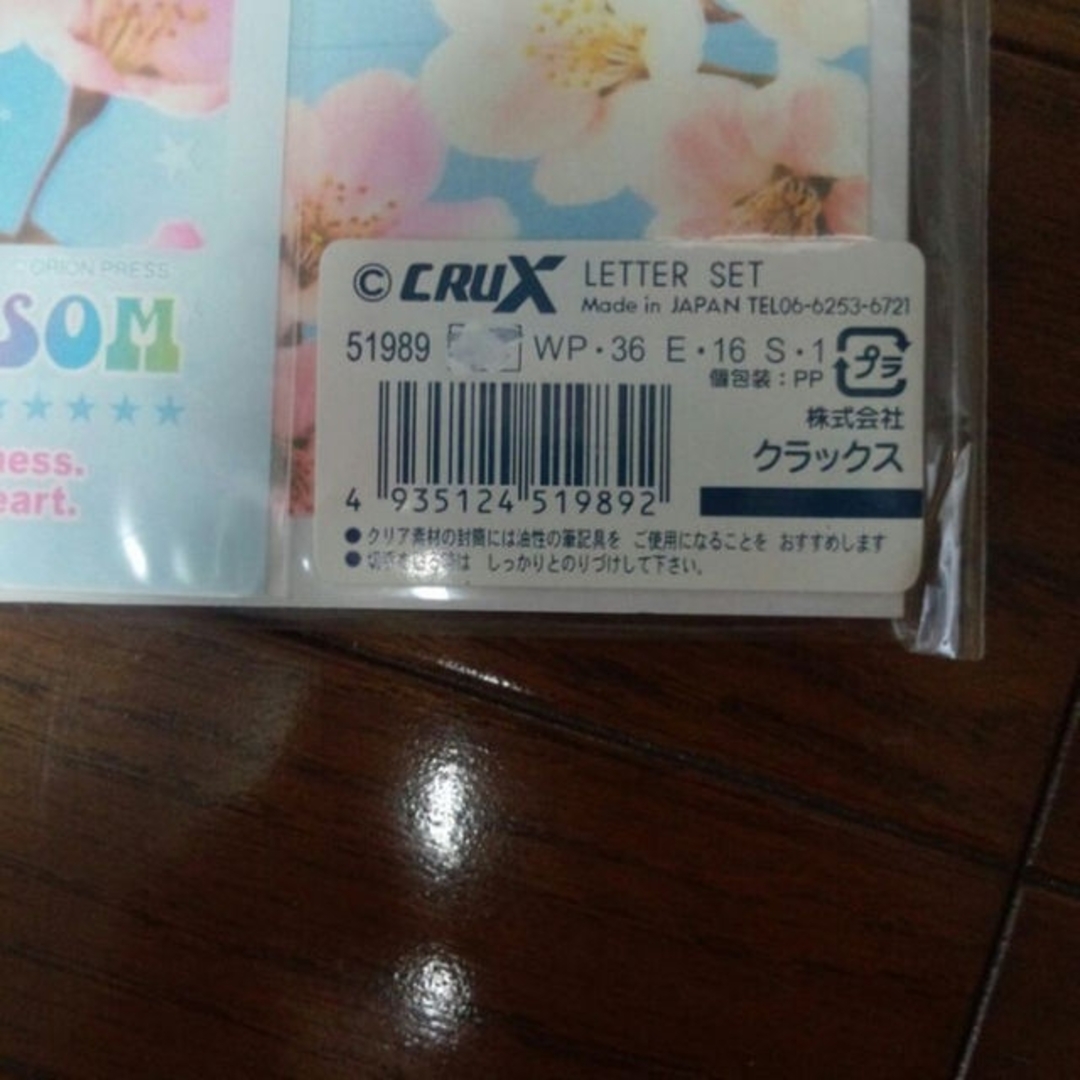 © ORION PRESS
SOM
ness.
eart.
© CRUX LETTER SET
Made in JAPAN TEL06-6253-6721
51989 WP・36 E・16 S・1
個包装：PP プラ
株式会社
クラックス
4 935124 519892
●クリア素材の封筒には油性の筆記具を ご使用になることを おすすめします
●切手 は しっかりとのりづけして下さい。